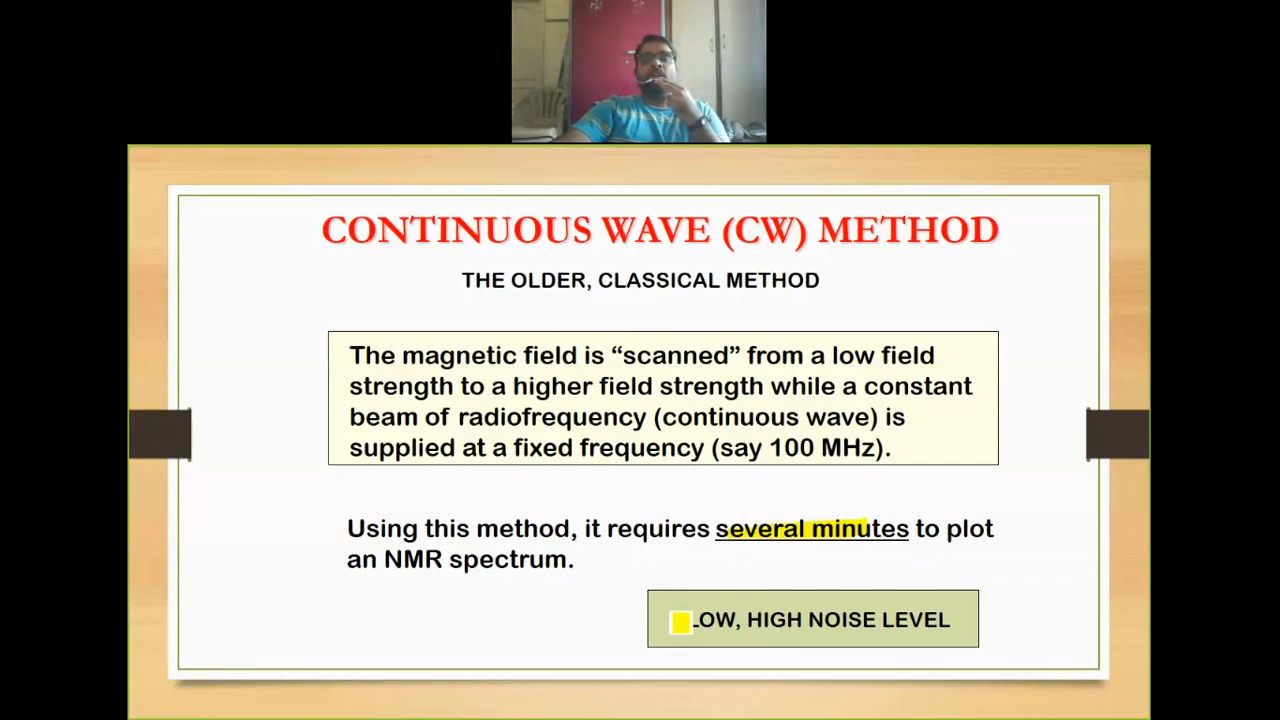 CONTINUOUS WAVE (CW) METHOD
THE OLDER, CLASSICAL METHOD
The magnetic field is “scanned” from a low field
strength to a higher field strength while a constant
beam of radiofrequency (continuous wave) is
supplied at a fixed frequency (say 100 MHz).
Using this method, it requires several minutes to plot
an NMR spectrum.
LOW, HIGH NOISE LEVEL